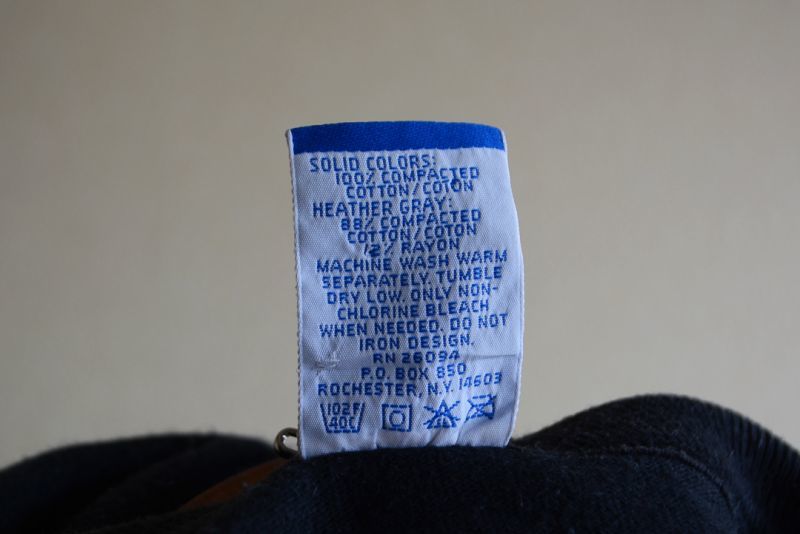 SOLID COLORS:
100% COMPACTED
COTTON/COTON
HEATHER GRAY:
88% COMPACTED
COTTON/COTON
12% RAYON
MACHINE WASH WARM
SEPARATELY, TUMBLE
DRY LOW. ONLY NON-
CHLORINE BLEACH
WHEN NEEDED. DO NOT
IRON DESIGN.
RN 26094
P.O. BOX 850
ROCHESTER, N.Y. 14603
102F
40C